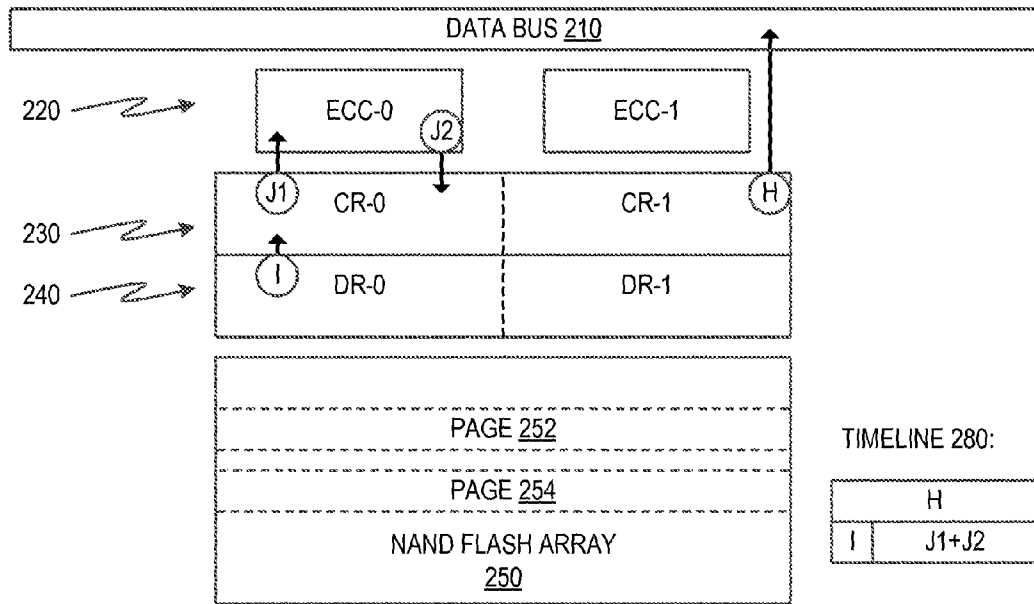 DATA BUS 210
220
ECC-0
J2
ECC-1
J1
CR-0
CR-1
H
230
I
DR-0
DR-1
240
PAGE 252
PAGE 254
NAND FLASH ARRAY
250
TIMELINE 280:
H
I J1+J2